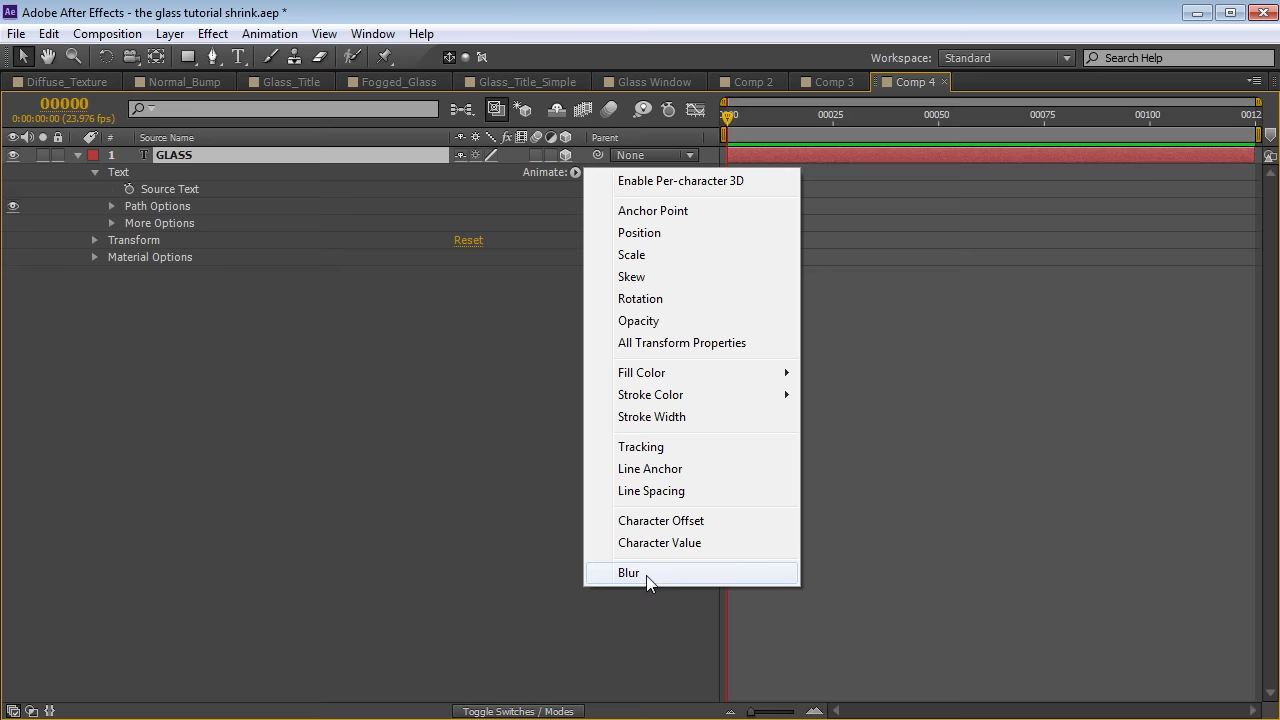 Ae Adobe After Effects - the glass tutorial shrink.aep *
File Edit Composition Layer Effect Animation View Window Help
Workspace: Standard Search Help
Diffuse_Texture Normal_Bump Glass_Title Fogged_Glass Glass_Title_Simple Glass Window Comp 2 Comp 3 Comp 4 ×
00000
0:00:00:00 (23.976 fps)
0000 00025 00050 00075 00100 0012
# Source Name fx Parent
1 T GLASS None
Text Animate:
Source Text
Path Options
More Options
Transform Reset
Material Options
Enable Per-character 3D
Anchor Point
Position
Scale
Skew
Rotation
Opacity
All Transform Properties
Fill Color
Stroke Color
Stroke Width
Tracking
Line Anchor
Line Spacing
Character Offset
Character Value
Blur
Toggle Switches / Modes